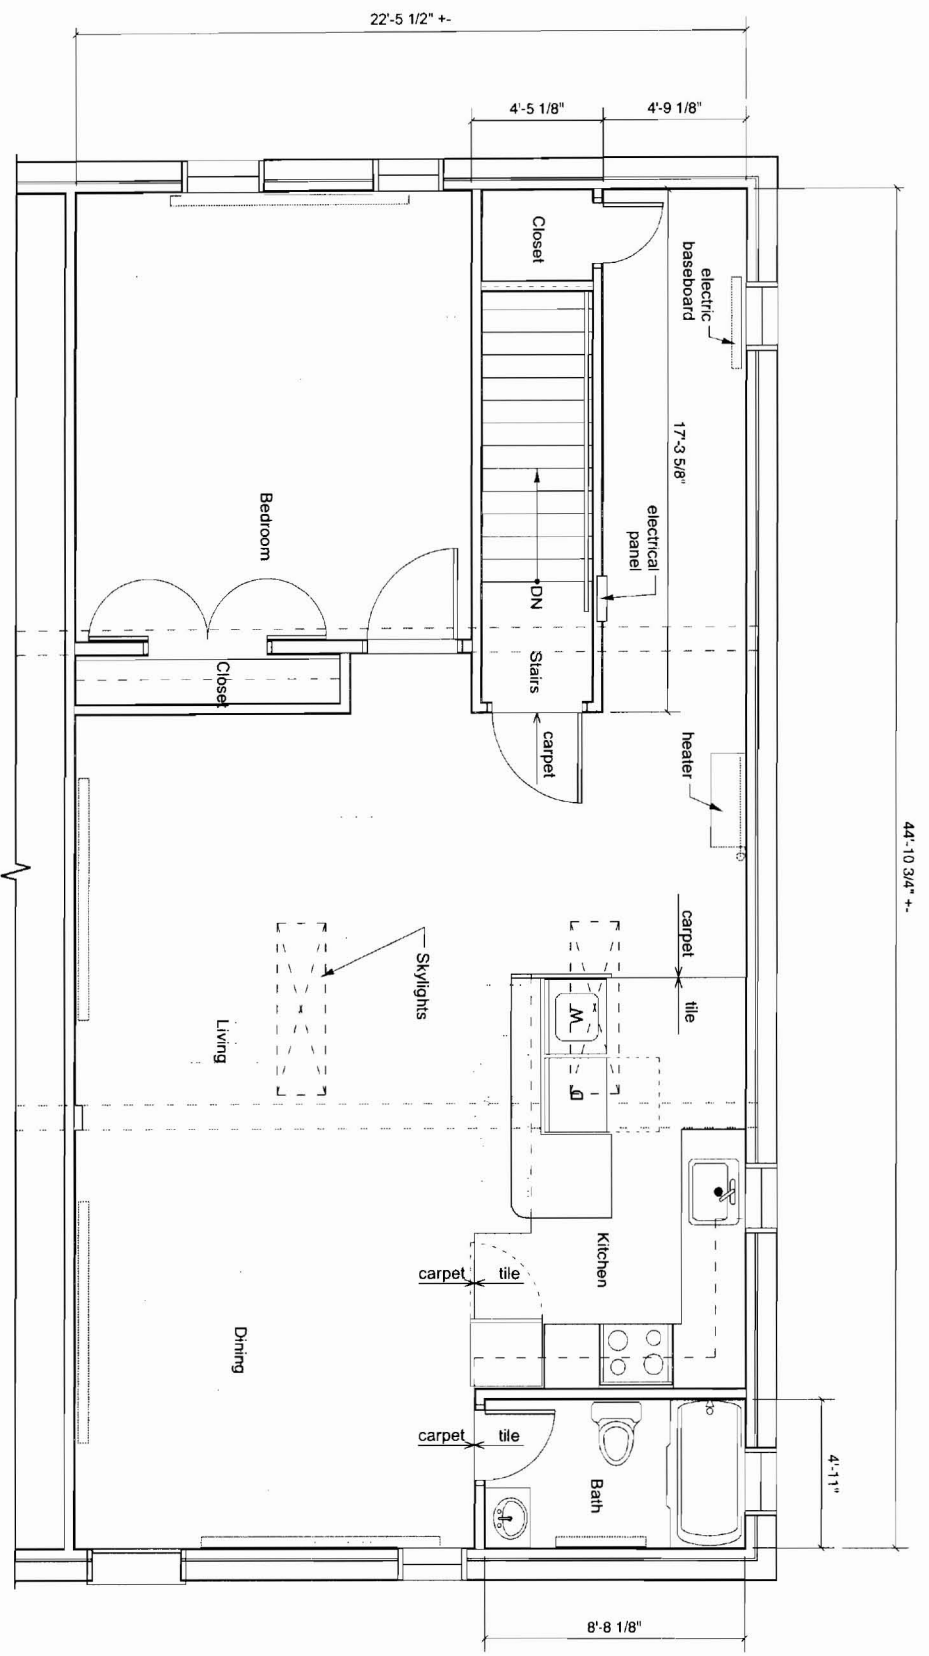 22'-5 1/2" +-
4'-5 1/8"
4'-9 1/8"
Closet
electric
baseboard
17'-3 5/8"
electrical
panel
Bedroom
DN
Stairs
Closet
carpet
heater
44'-10 3/4" +-
carpet
tile
Skylights
W
D
Living
Kitchen
carpet
tile
Dining
carpet
tile
Bath
4'-11"
8'-8 1/8"